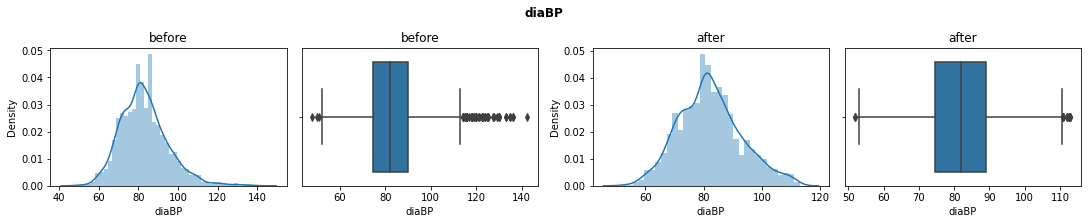 diaBP
before
before
after
after
0.05
0.04
0.03
0.02
0.01
0.00
Density
40 60 80 100 120 140
diaBP
60 80 100 120 140
diaBP
0.05
0.04
0.03
0.02
0.01
0.00
Density
60 80 100 120
diaBP
50 60 70 80 90 100 110
diaBP